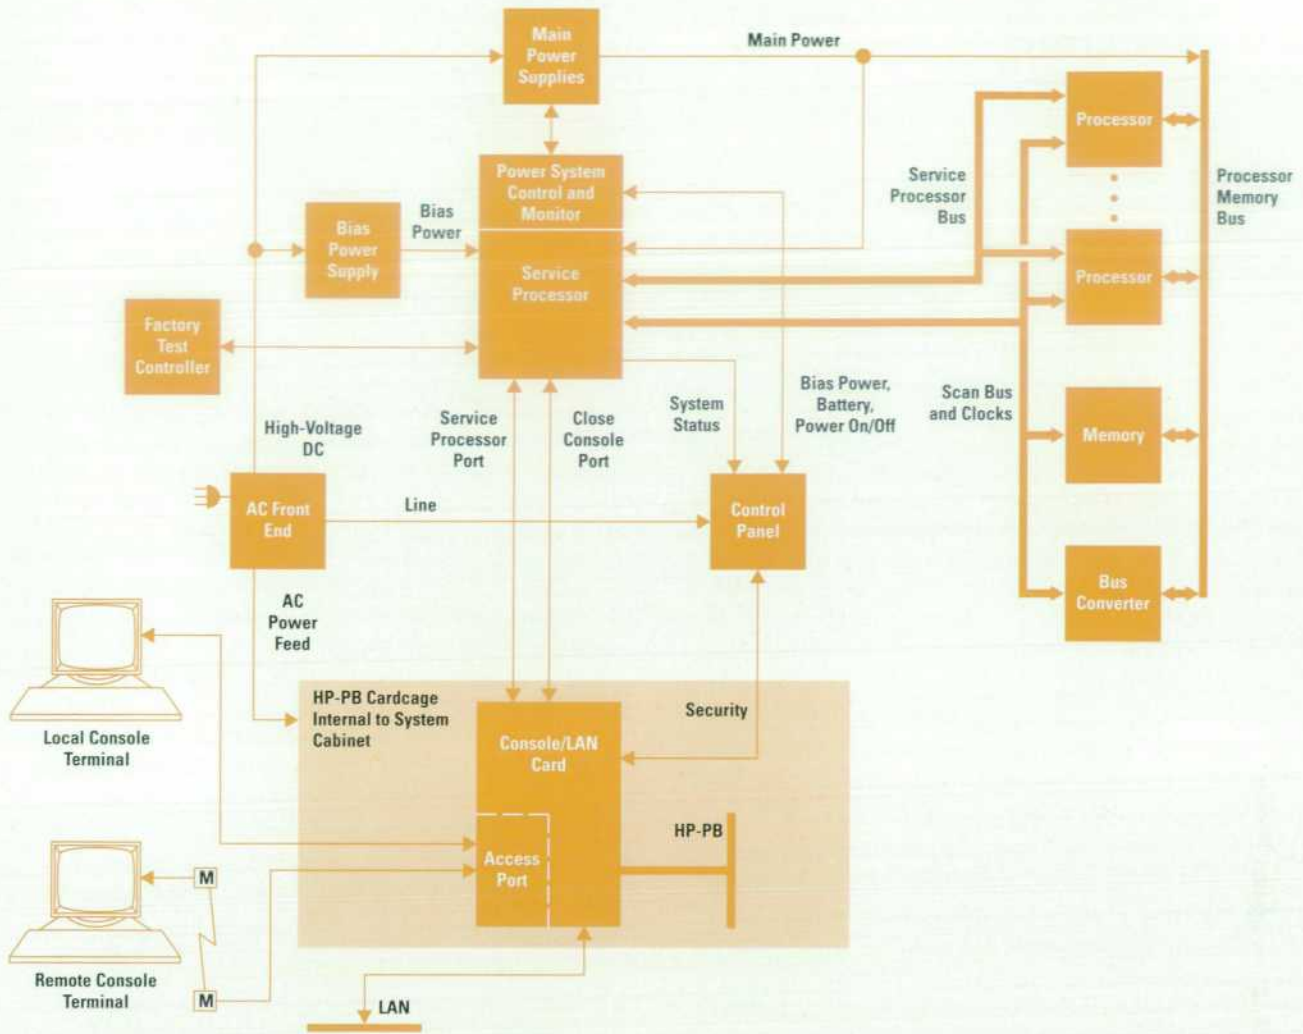 Main
Power
Supplies
Main Power
Processor
Power System
Control and
Monitor
Service
Processor
Bus
Processor
Memory
Bus
Bias
Power
Supply
Bias
Power
Service
Processor
Processor
Factory
Test
Controller
High-Voltage
DC
Service
Processor
Port
Close
Console
Port
System
Status
Bias Power,
Battery,
Power On/Off
Scan Bus
and Clocks
Memory
AC Front
End
Line
Control
Panel
Bus
Converter
AC
Power
Feed
Local Console
Terminal
HP-PB Cardcage
Internal to System
Cabinet
Console/LAN
Card
Security
Access
Port
HP-PB
M
M
Remote Console
Terminal
LAN